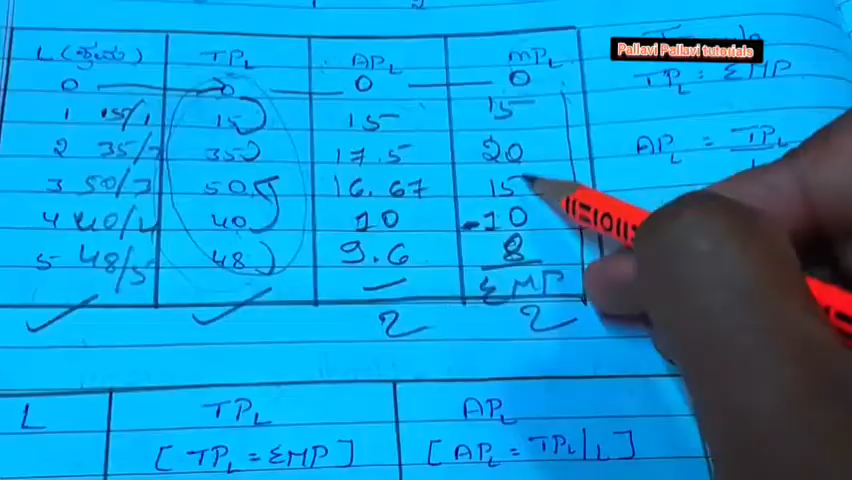 Pallavi Pallavi tutorials
L (ಶ್ರಮ) TPL APL MPL
0 0 0 0
1 15/1 15 15 15
2 35/2 35 17.5 20
3 50/3 50 16.67 15
4 40/4 40 10 -10
5 48/5 48 9.6 8
ΣMP
TPL = ΣMP
APL = TPL
L TPL APL
[TPL = ΣMP] [APL = TPL/L]